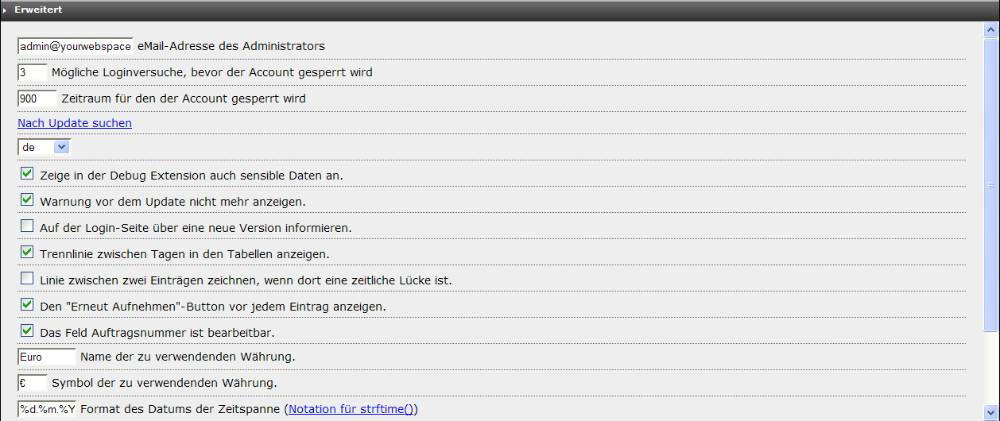 Erweitert
admin@yourwebspace eMail-Adresse des Administrators
3 Mögliche Loginversuche, bevor der Account gesperrt wird
900 Zeitraum für den der Account gesperrt wird
Nach Update suchen
de
Zeige in der Debug Extension auch sensible Daten an.
Warnung vor dem Update nicht mehr anzeigen.
Auf der Login-Seite über eine neue Version informieren.
Trennlinie zwischen Tagen in den Tabellen anzeigen.
Linie zwischen zwei Einträgen zeichnen, wenn dort eine zeitliche Lücke ist.
Den "Erneut Aufnehmen"-Button vor jedem Eintrag anzeigen.
Das Feld Auftragsnummer ist bearbeitbar.
Euro Name der zu verwendenden Währung.
€ Symbol der zu verwendenden Währung.
%d.%m.%Y Format des Datums der Zeitspanne (Notation für strftime())